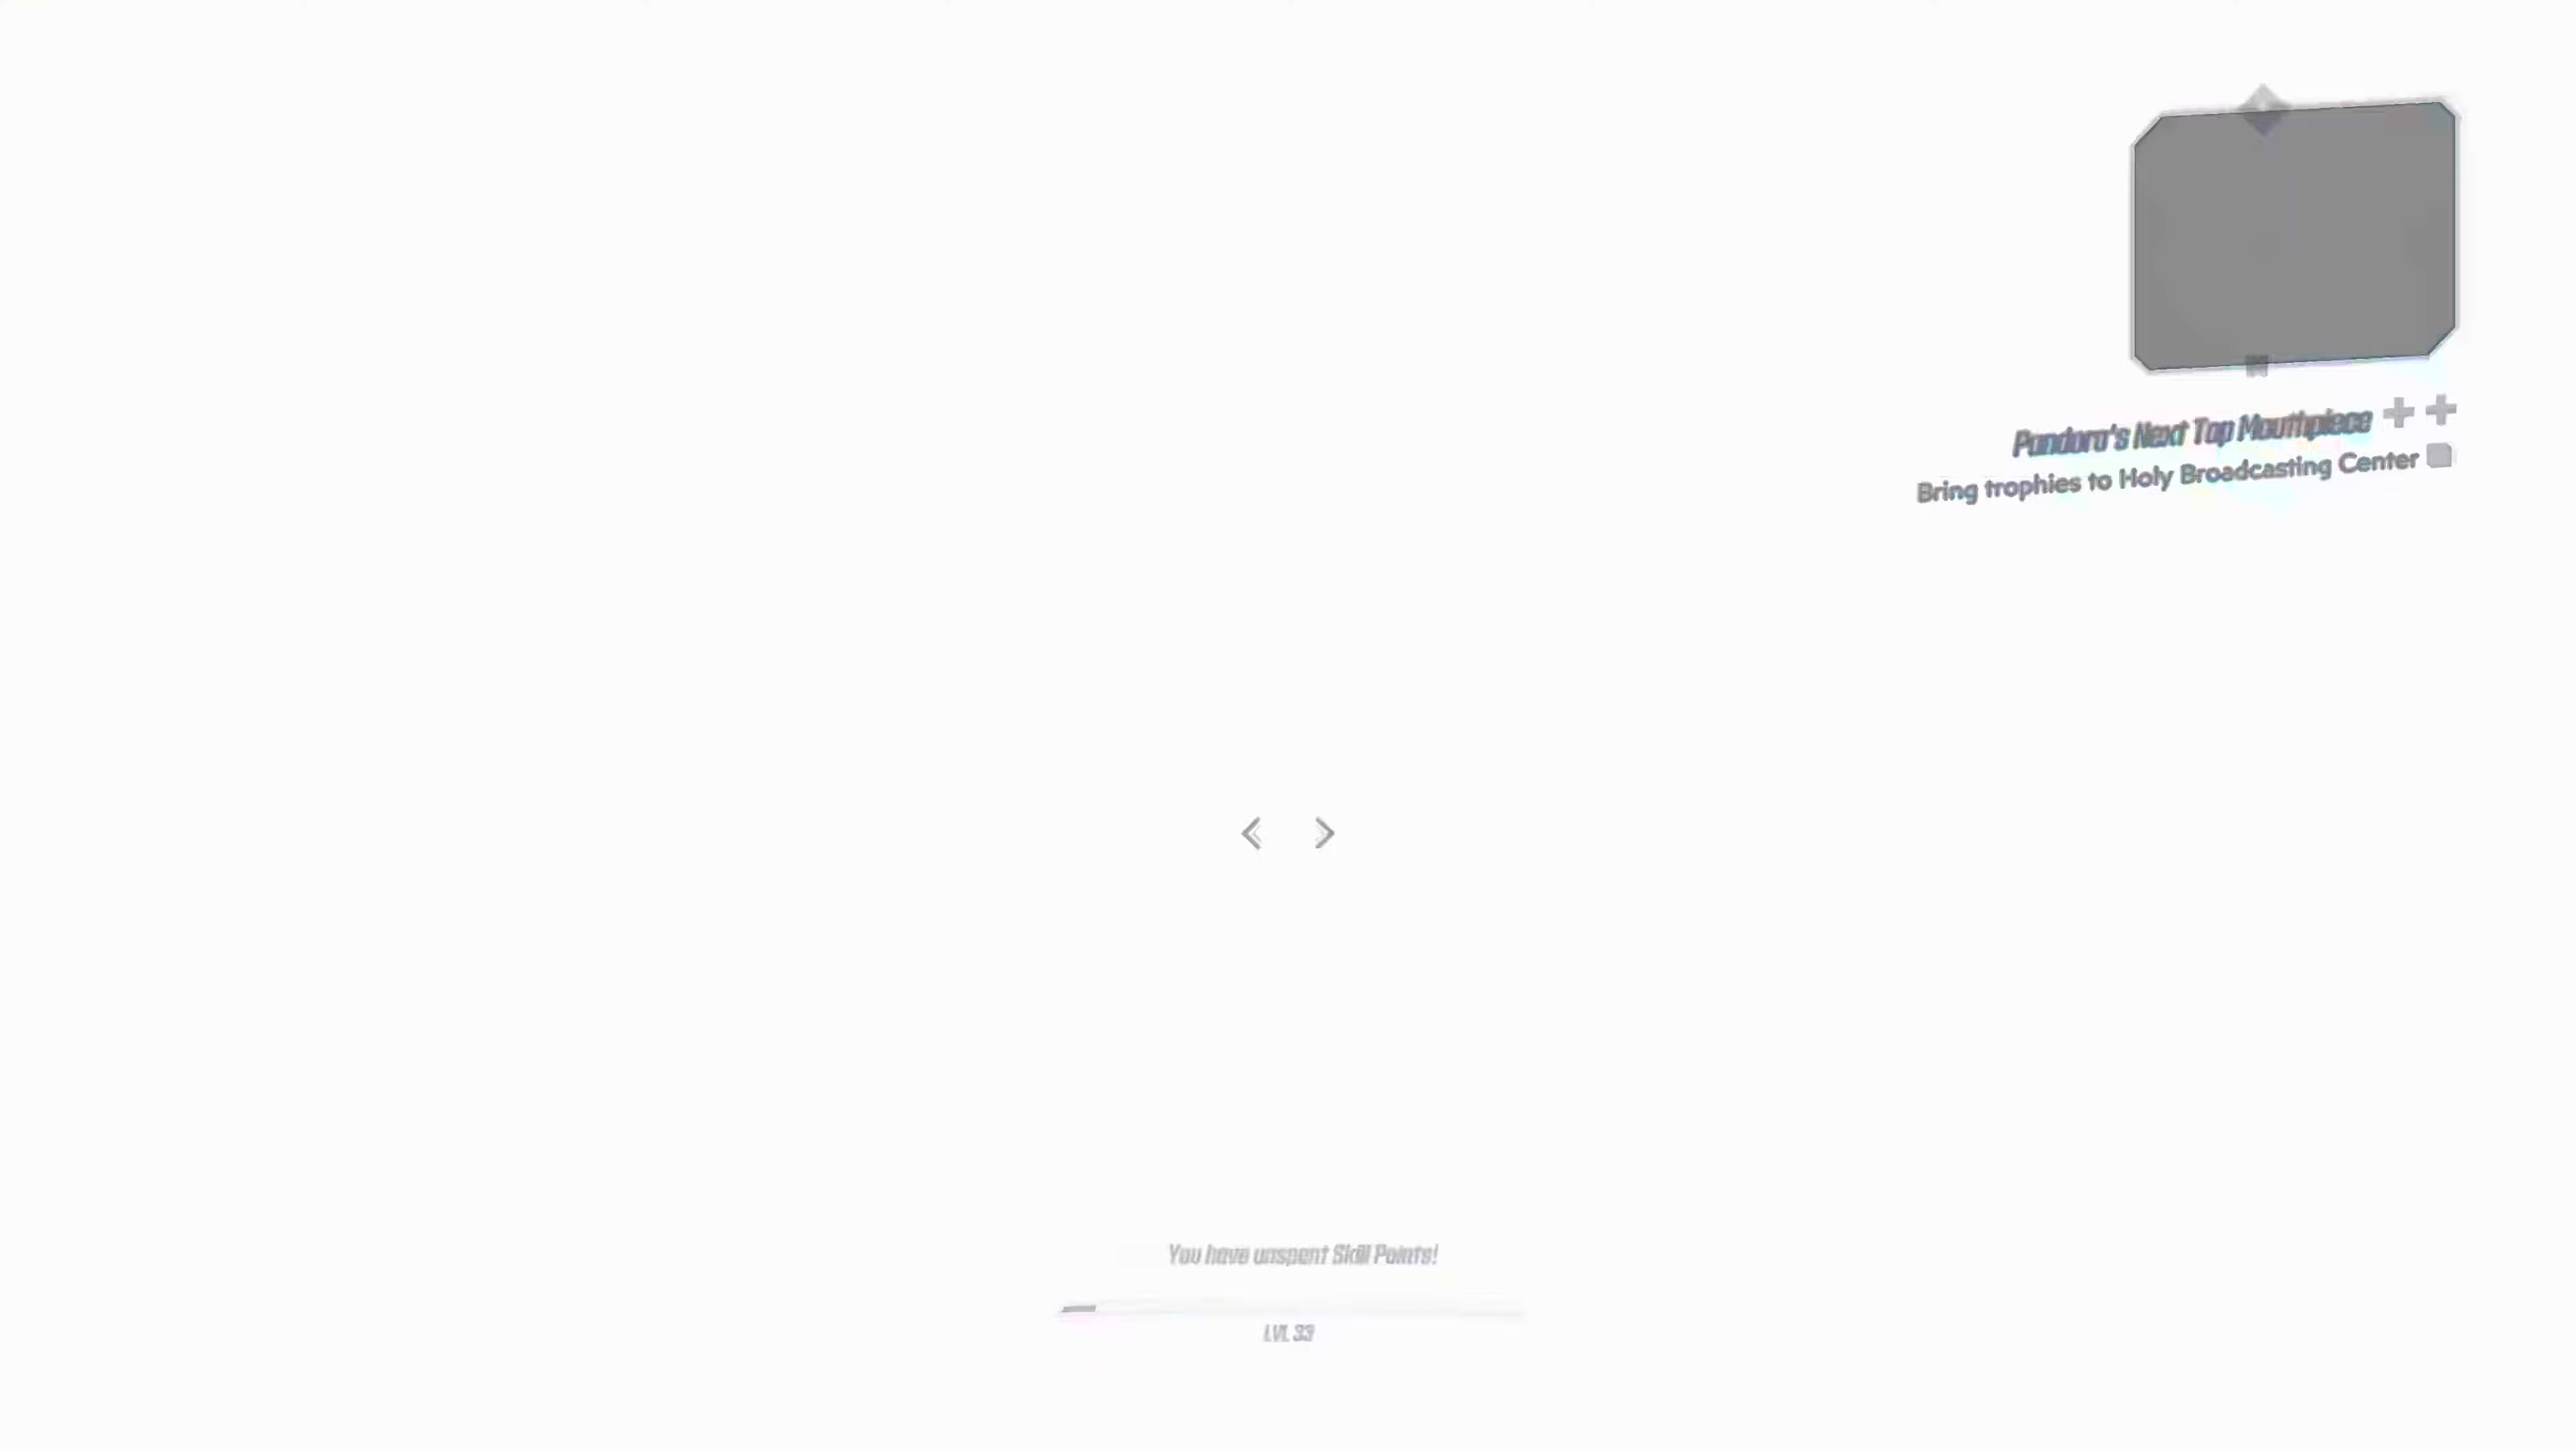 Pandora's Next Top Mouthpiece
Bring trophies to Holy Broadcasting Center
You have unspent Skill Points!
LVL 33